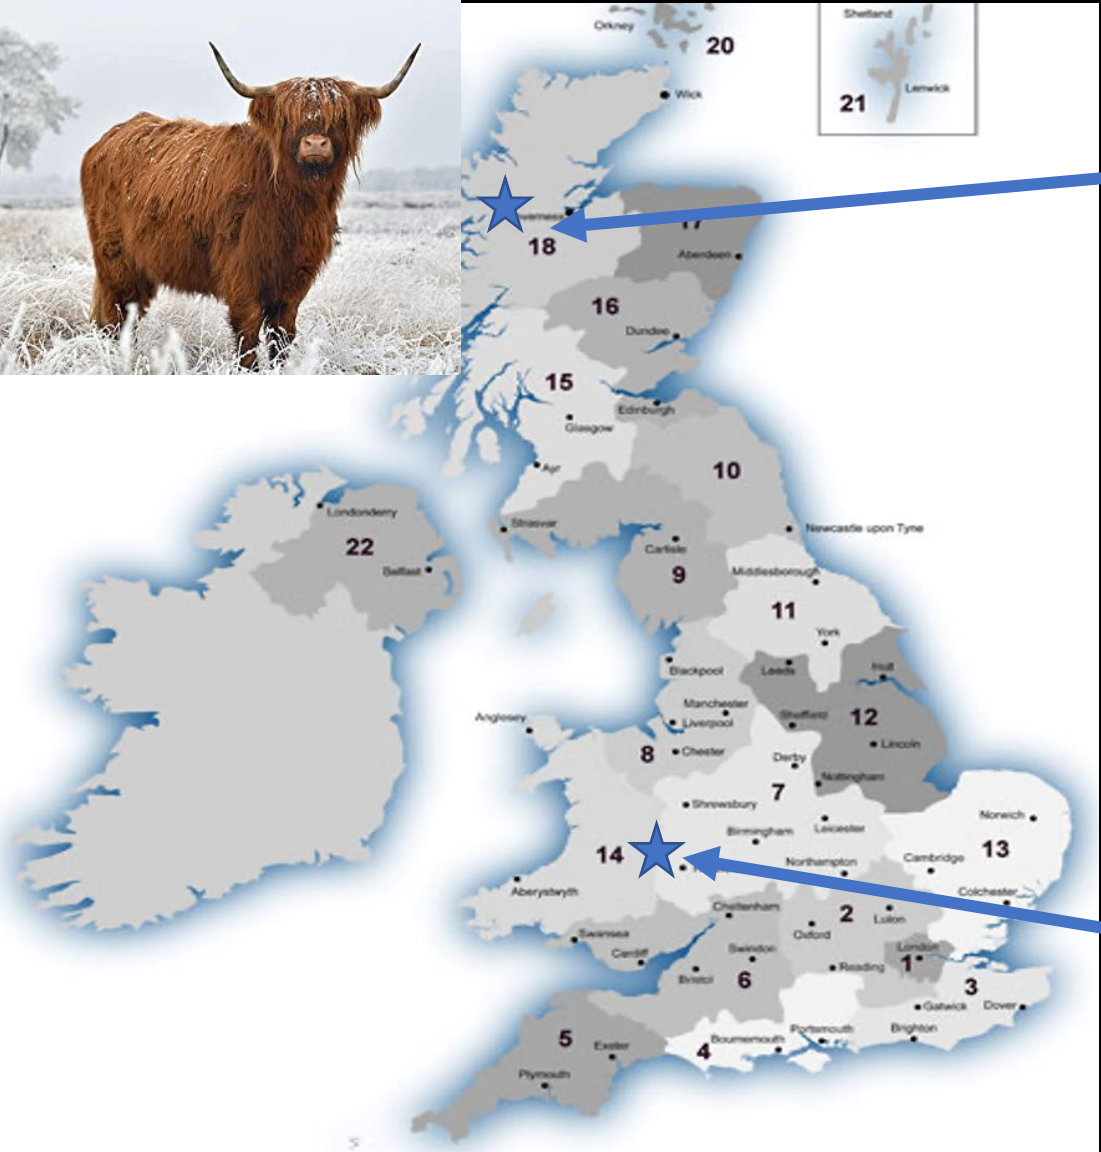 Orkney
20
Shetland
Lerwick
21
Wick
18
Aberdeen
16
Dundee
15
Edinburgh
Glasgow
10
Ayr
Londonderry
Strasvar
Newcastle upon Tyne
22
Carlisle
Belfast
9
Middlesborough
11
York
Blackpool
Leeds
Hull
Manchester
Anglesey
Liverpool
Sheffield
12
8
Chester
Lincoln
Derby
Nottingham
7
Shrewsbury
Norwich
Birmingham
Leicester
13
14
Northampton
Cambridge
Aberystwyth
Colchester
Cheltenham
2
Luton
Swansea
Oxford
Cardiff
Swindon
London
1
Bristol
6
Reading
3
Gatwick
Dover
5
Exeter
4
Bournemouth
Portsmouth
Brighton
Plymouth